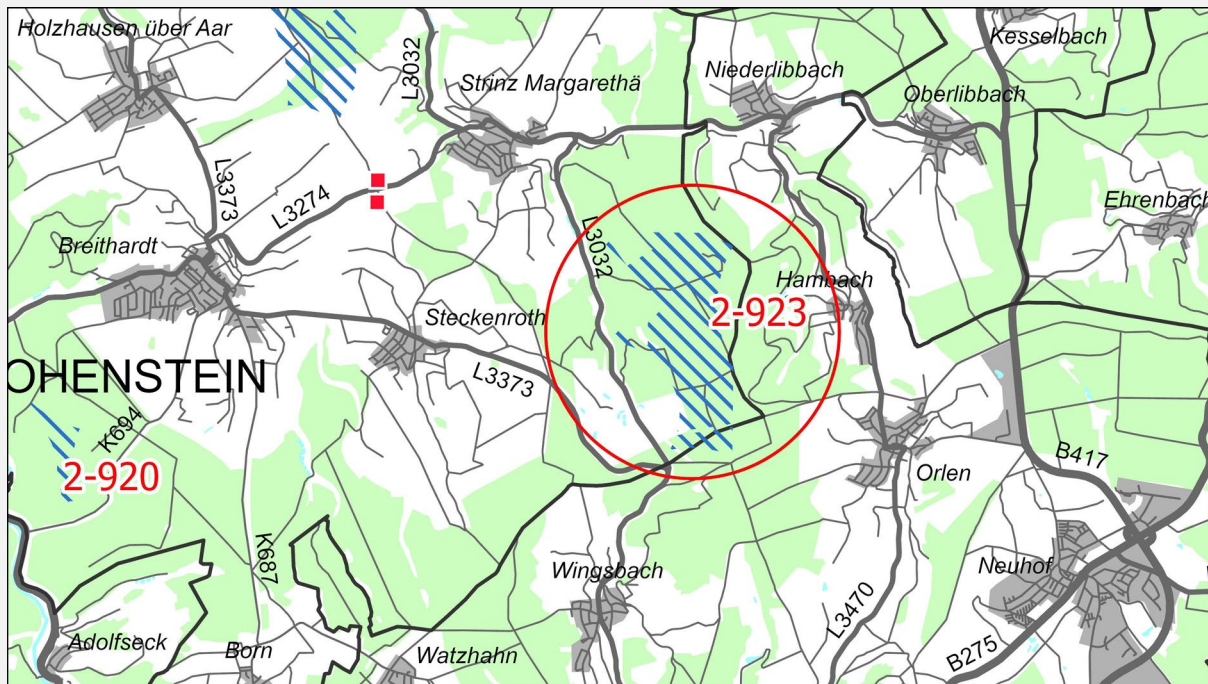 Holzhausen über Aar
L3032
Strinz Margarethä
Niederlibbach
Kesselbach
Oberlibbach
L3373
L3274
Ehrenbach
Breithardt
L3032
Hambach
2-923
Steckenroth
OHENSTEIN
L3373
K694
2-920
Orlen
B417
K687
Wingsbach
Neuhof
L3470
Adolfseck
Born
Watzhahn
B275